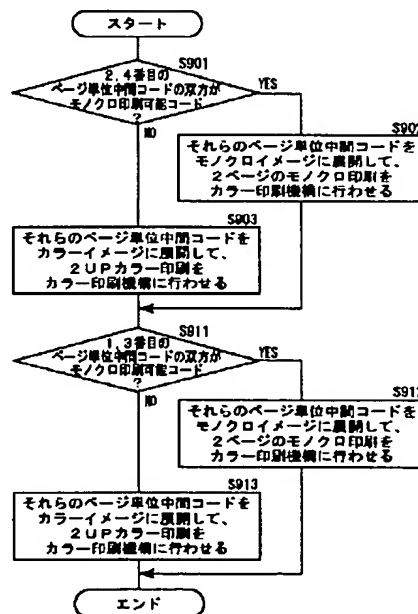 スタート
S901
2,4番目の
ページ単位中間コードの双方が
モノクロ印刷可能コード
?
YES
NO
S902
それらのページ単位中間コードを
モノクロイメージに展開して、
2ページのモノクロ印刷を
カラー印刷機構に行わせる
S903
それらのページ単位中間コードを
カラーイメージに展開して、
2UPカラー印刷を
カラー印刷機構に行わせる
S911
1,3番目の
ページ単位中間コードの双方が
モノクロ印刷可能コード
?
YES
NO
S912
それらのページ単位中間コードを
モノクロイメージに展開して、
2ページのモノクロ印刷を
カラー印刷機構に行わせる
S913
それらのページ単位中間コードを
カラーイメージに展開して、
2UPカラー印刷を
カラー印刷機構に行わせる
エンド